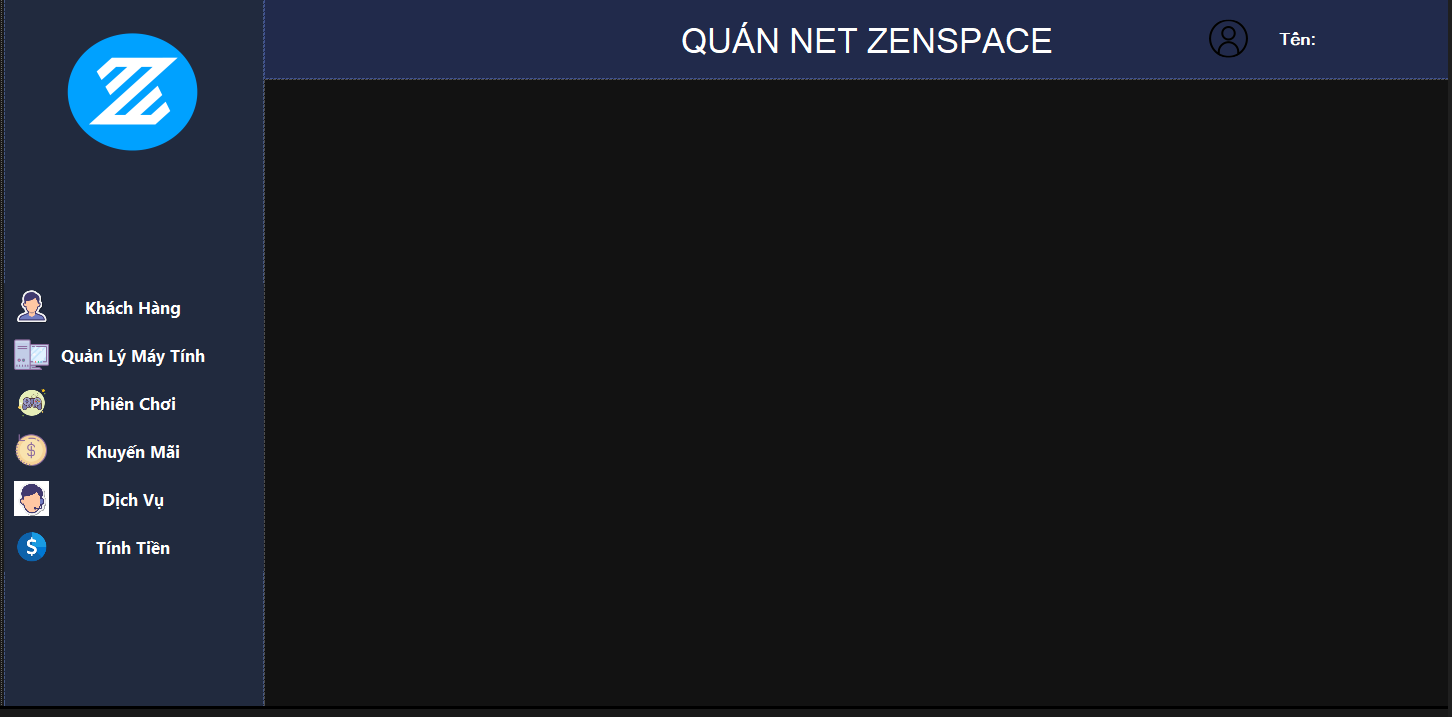 QUÁN NET ZENSPACE
Tên:
Khách Hàng
Quản Lý Máy Tính
Phiên Chơi
Khuyến Mãi
Dịch Vụ
Tính Tiền